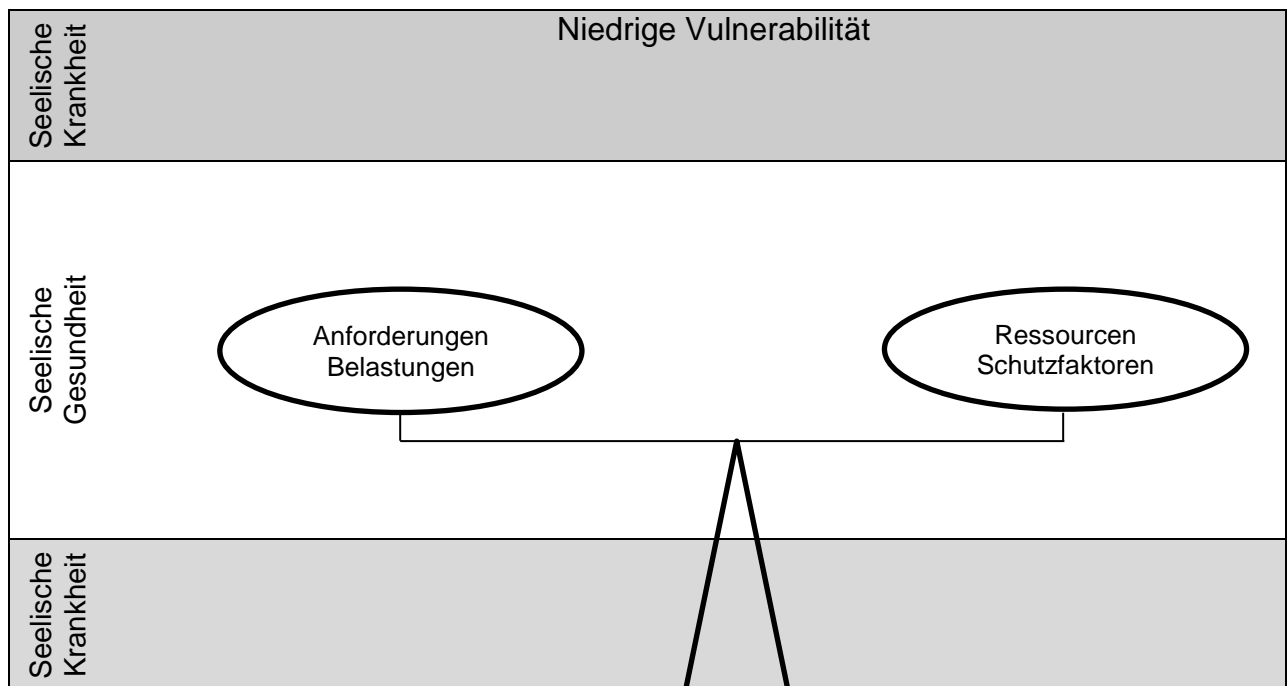 Niedrige Vulnerabilität
Seelische
Krankheit
Seelische
Gesundheit
Anforderungen
Belastungen
Ressourcen
Schutzfaktoren
Seelische
Krankheit